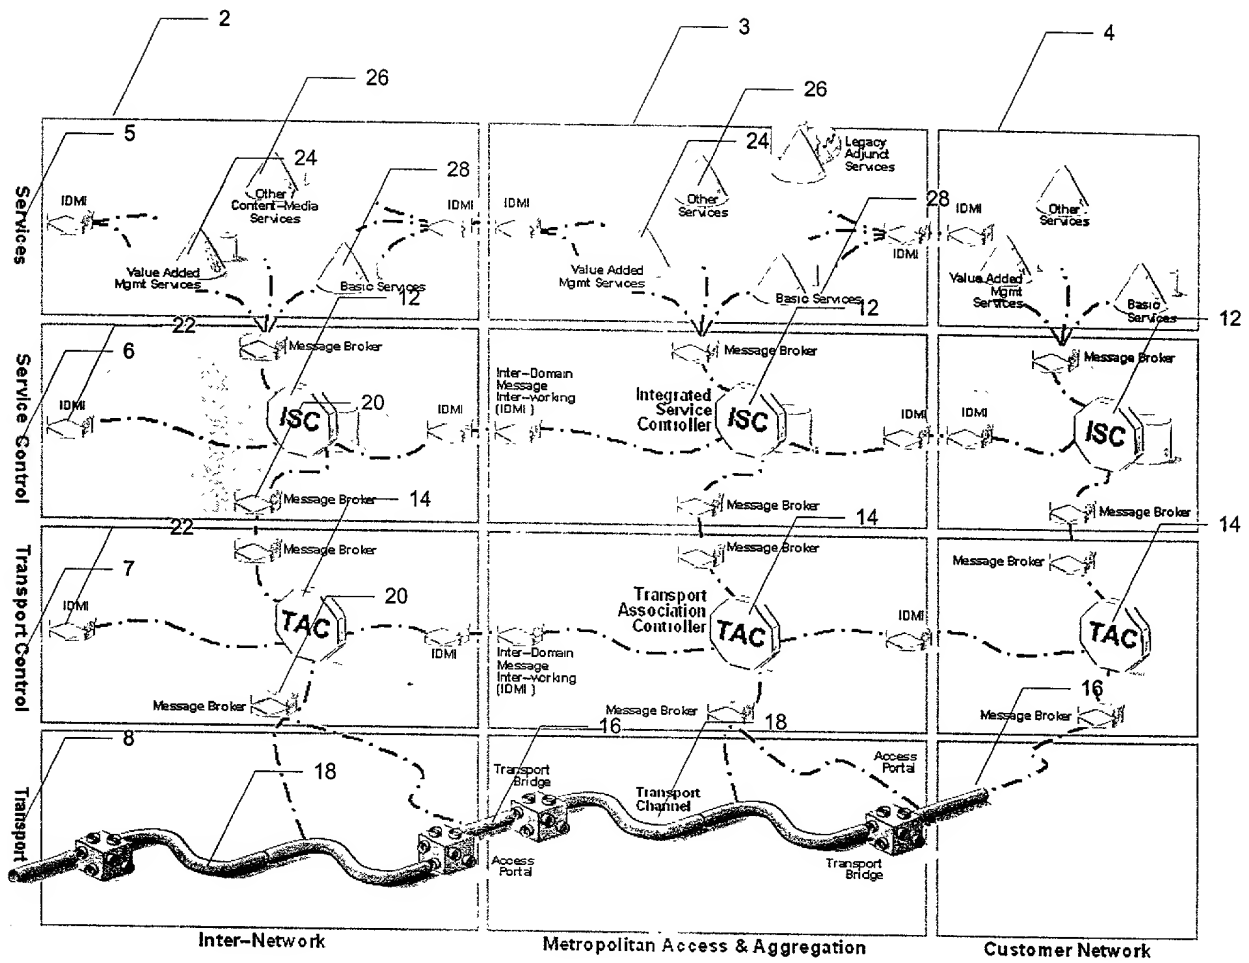 2
3
4
26
26
5
24
24
28
28
Services
IDMI
Other
Content-Media
Services
IDMI
IDMI
Value Added
Mgmt Services
Basic Services
Other
Services
Legacy
Adjunct
Services
Value Added
Mgmt Services
Basic Services
IDMI
IDMI
Other
Services
Value Added
Mgmt
Services
Basic
Services
12
12
12
22
6
Service Control
Message Broker
Message Broker
Message Broker
IDMI
ISC
20
IDMI
Inter-Domain
Message
Inter-working
(IDMI)
Integrated
Service
Controller
ISC
IDMI
IDMI
ISC
Message Broker
14
Message Broker
Message Broker
22
7
Transport Control
Message Broker
Message Broker
14
Message Broker
14
IDMI
TAC
20
IDMI
Inter-Domain
Message
Inter-working
(IDMI)
Transport
Association
Controller
TAC
IDMI
TAC
Message Broker
Message Broker
Message Broker
16
8
Transport
18
16
18
Transport
Bridge
Transport
Channel
Access
Portal
Access
Portal
Transport
Bridge
Inter-Network
Metropolitan Access & Aggregation
Customer Network